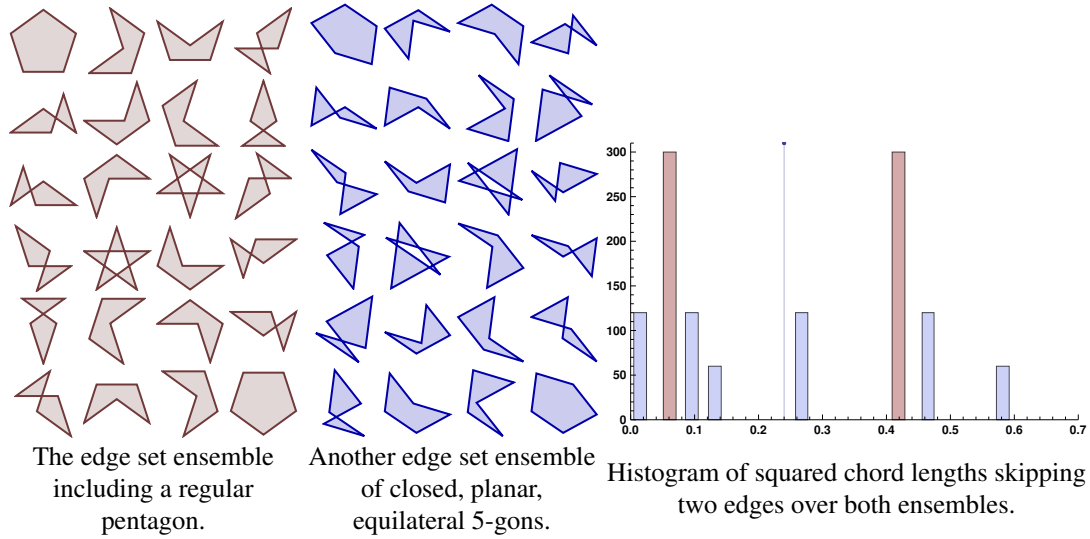 300
250
200
150
100
50
0
0.0 0.1 0.2 0.3 0.4 0.5 0.6 0.7
The edge set ensemble
including a regular
pentagon.
Another edge set ensemble
of closed, planar,
equilateral 5-gons.
Histogram of squared chord lengths skipping
two edges over both ensembles.